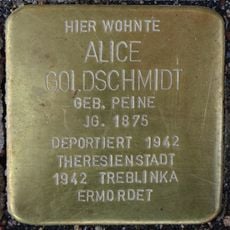 HIER WOHNTE
ALICE
GOLDSCHMIDT
GEB. PEINE
JG. 1875
DEPORTIERT 1942
THERESIENSTADT
1942 TREBLINKA
ERMORDET